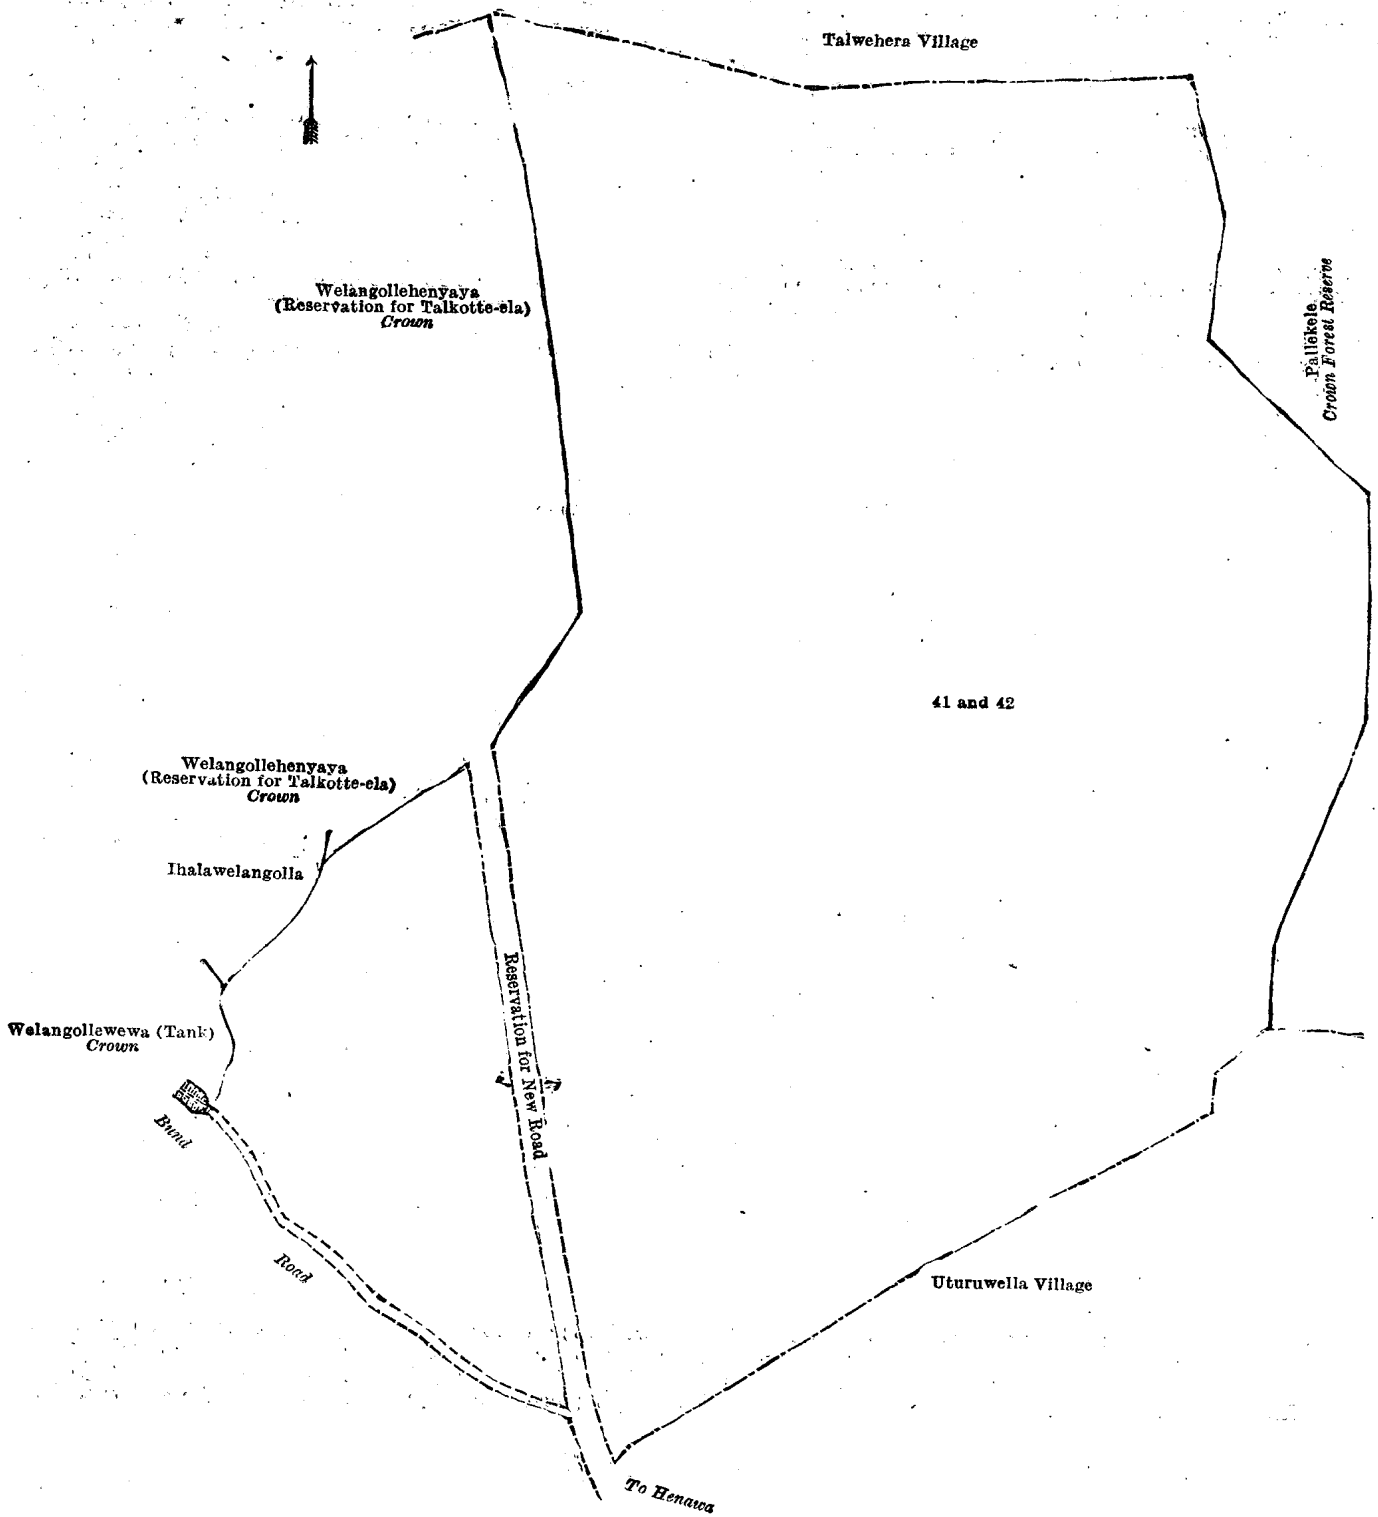 Talwehera Village
Welangollehenyaya
(Reservation for Talkotte-ela)
Crown
Pallekele
Crown Forest Reserve
41 and 42
Welangollehenyaya
(Reservation for Talkotte-ela)
Crown
Ihalawelangolla
Reservation for New Road
Welangollewewa (Tank)
Crown
Bund
Road
Uturuwella Village
To Henawa